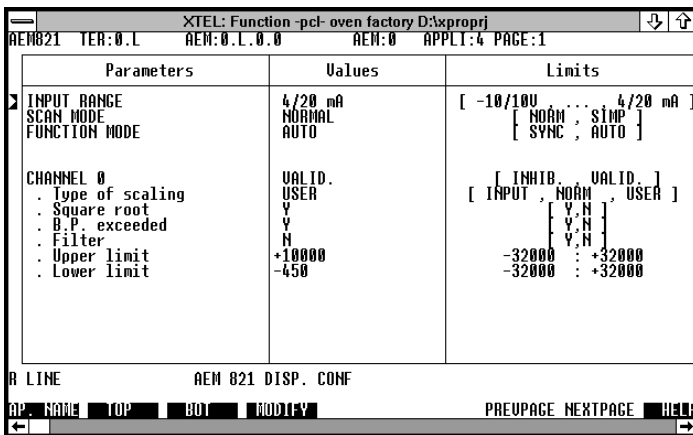 XTEL: Function -pcl- oven factory D:\xproprj
AEM821 TER:0.L AEM:0.L.0.0 AEM:0 APPLI:4 PAGE:1
Parameters Values Limits
INPUT RANGE 4/20 mA [ -10/10V , ... , 4/20 mA ]
SCAN MODE NORMAL [ NORM , SIMP ]
FUNCTION MODE AUTO [ SYNC , AUTO ]
CHANNEL 0 VALID. [ INHIB. , VALID. ]
. Type of scaling USER [ INPUT , NORM , USER ]
. Square root Y [ Y,N ]
. B.P. exceeded Y [ Y,N ]
. Filter N [ Y,N ]
. Upper limit +10000 -32000 : +32000
. Lower limit -450 -32000 : +32000
R LINE AEM 821 DISP. CONF
AP. NAME TOP BOT MODIFY PREVPAGE NEXTPAGE HELP